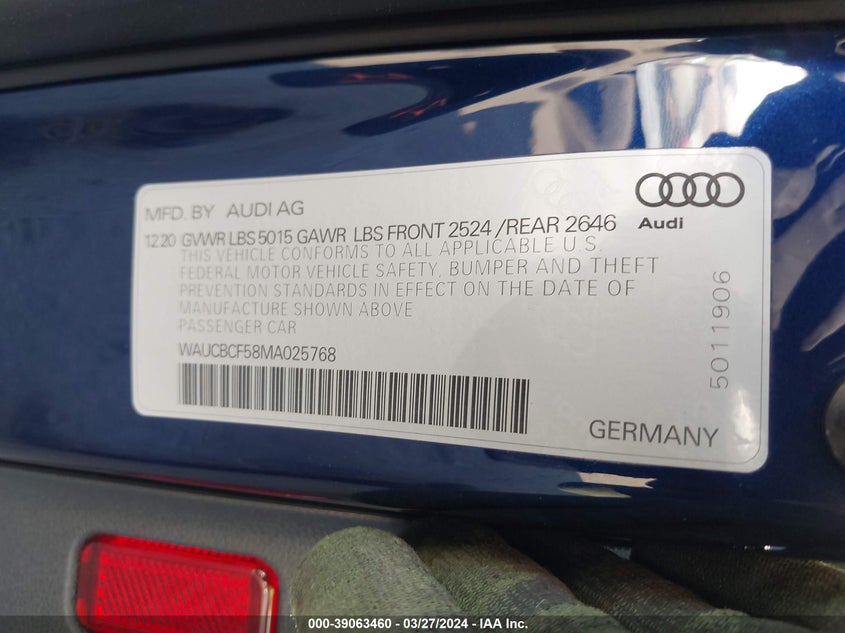 MFD. BY AUDI AG
Audi
12.20 GVWR LBS 5015 GAWR LBS FRONT 2524 / REAR 2646
THIS VEHICLE CONFORMS TO ALL APPLICABLE U.S.
FEDERAL MOTOR VEHICLE SAFETY, BUMPER AND THEFT
PREVENTION STANDARDS IN EFFECT ON THE DATE OF
MANUFACTURE SHOWN ABOVE
PASSENGER CAR
WAUCBCF58MA025768
5011906
GERMANY
000-39063460 - 03/27/2024 - IAA Inc.